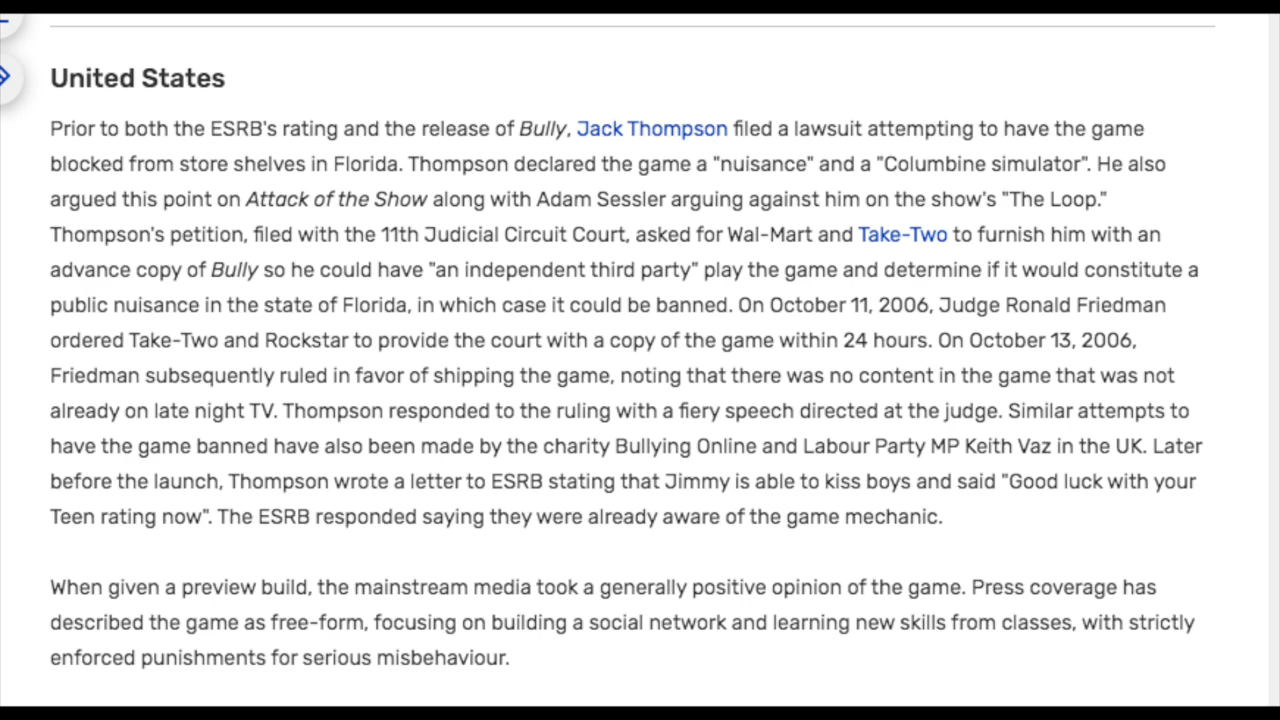 United States
Prior to both the ESRB's rating and the release of Bully, Jack Thompson filed a lawsuit attempting to have the game
blocked from store shelves in Florida. Thompson declared the game a "nuisance" and a "Columbine simulator". He also
argued this point on Attack of the Show along with Adam Sessler arguing against him on the show's "The Loop."
Thompson's petition, filed with the 11th Judicial Circuit Court, asked for Wal-Mart and Take-Two to furnish him with an
advance copy of Bully so he could have "an independent third party" play the game and determine if it would constitute a
public nuisance in the state of Florida, in which case it could be banned. On October 11, 2006, Judge Ronald Friedman
ordered Take-Two and Rockstar to provide the court with a copy of the game within 24 hours. On October 13, 2006,
Friedman subsequently ruled in favor of shipping the game, noting that there was no content in the game that was not
already on late night TV. Thompson responded to the ruling with a fiery speech directed at the judge. Similar attempts to
have the game banned have also been made by the charity Bullying Online and Labour Party MP Keith Vaz in the UK. Later
before the launch, Thompson wrote a letter to ESRB stating that Jimmy is able to kiss boys and said "Good luck with your
Teen rating now". The ESRB responded saying they were already aware of the game mechanic.
When given a preview build, the mainstream media took a generally positive opinion of the game. Press coverage has
described the game as free-form, focusing on building a social network and learning new skills from classes, with strictly
enforced punishments for serious misbehaviour.